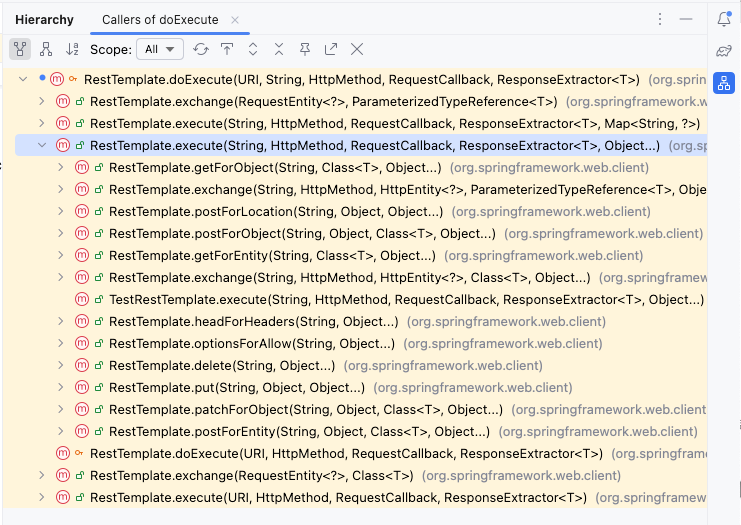 Hierarchy Callers of doExecute
Scope: All
RestTemplate.doExecute(URI, String, HttpMethod, RequestCallback, ResponseExtractor<T>) (org.spring
RestTemplate.exchange(RequestEntity<?>, ParameterizedTypeReference<T>) (org.springframework.web
RestTemplate.execute(String, HttpMethod, RequestCallback, ResponseExtractor<T>, Map<String, ?>)
RestTemplate.execute(String, HttpMethod, RequestCallback, ResponseExtractor<T>, Object...) (org.sp
RestTemplate.getForObject(String, Class<T>, Object...) (org.springframework.web.client)
RestTemplate.exchange(String, HttpMethod, HttpEntity<?>, ParameterizedTypeReference<T>, Obje
RestTemplate.postForLocation(String, Object, Object...) (org.springframework.web.client)
RestTemplate.postForObject(String, Object, Class<T>, Object...) (org.springframework.web.client)
RestTemplate.getForEntity(String, Class<T>, Object...) (org.springframework.web.client)
RestTemplate.exchange(String, HttpMethod, HttpEntity<?>, Class<T>, Object...) (org.springframew
TestRestTemplate.execute(String, HttpMethod, RequestCallback, ResponseExtractor<T>, Object...)
RestTemplate.headForHeaders(String, Object...) (org.springframework.web.client)
RestTemplate.optionsForAllow(String, Object...) (org.springframework.web.client)
RestTemplate.delete(String, Object...) (org.springframework.web.client)
RestTemplate.put(String, Object, Object...) (org.springframework.web.client)
RestTemplate.patchForObject(String, Object, Class<T>, Object...) (org.springframework.web.client
RestTemplate.postForEntity(String, Object, Class<T>, Object...) (org.springframework.web.client)
RestTemplate.doExecute(URI, HttpMethod, RequestCallback, ResponseExtractor<T>) (org.springfram
RestTemplate.exchange(RequestEntity<?>, Class<T>) (org.springframework.web.client)
RestTemplate.execute(URI, HttpMethod, RequestCallback, ResponseExtractor<T>) (org.springframew